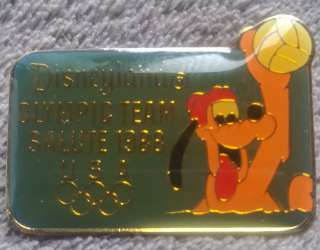 Disneyland's
OLYMPIC TEAM
SALUTE 1988
U S A